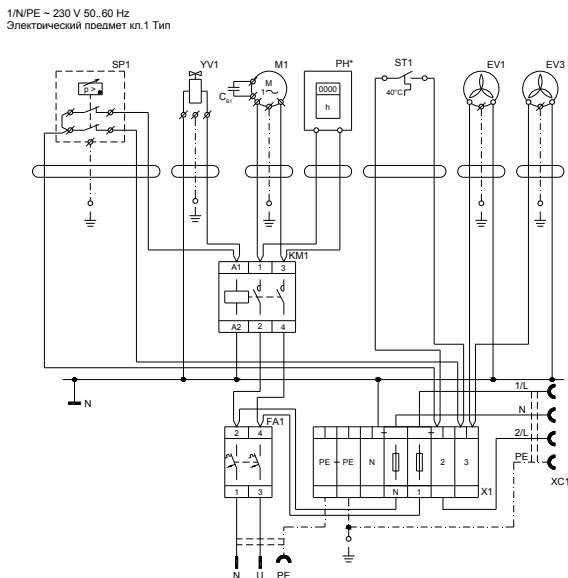 1/N/PE ~ 230 V 50..60 Hz
Электрический предмет кл.1 Тип
SP1 YV1 M1 PH* ST1 EV1 EV3
p >
C B1
M
1~
0000
h
40°C
KM1
A1 1 3
A2 2 4
N
1/L
N
2/L
PE
XC1
FA1
2 4
1 3
PE PE N 2 3
N 1
X1
N U PE